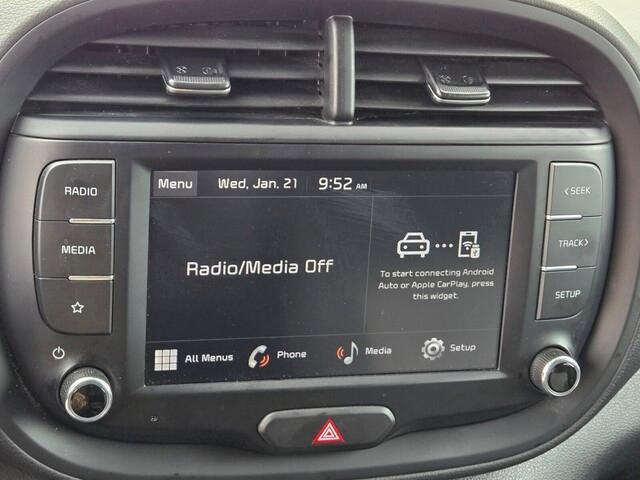 RADIO
MEDIA
Menu Wed, Jan. 21 9:52 AM
Radio/Media Off
To start connecting Android
Auto or Apple CarPlay, press
this widget.
All Menus Phone Media Setup
< SEEK
TRACK >
SETUP